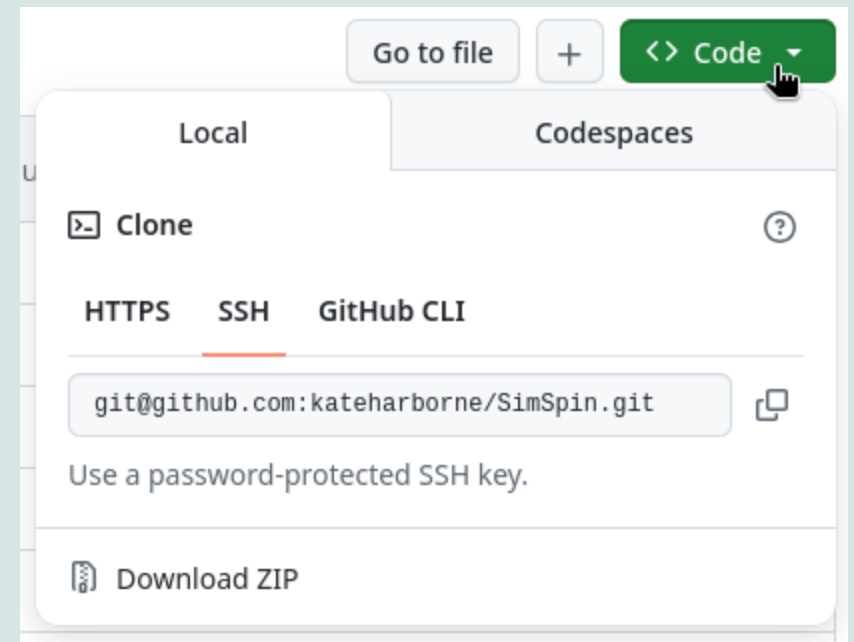 Go to file + <> Code
Local Codespaces
u
Clone
HTTPS SSH GitHub CLI
git@github.com:kateharborne/SimSpin.git
Use a password-protected SSH key.
Download ZIP